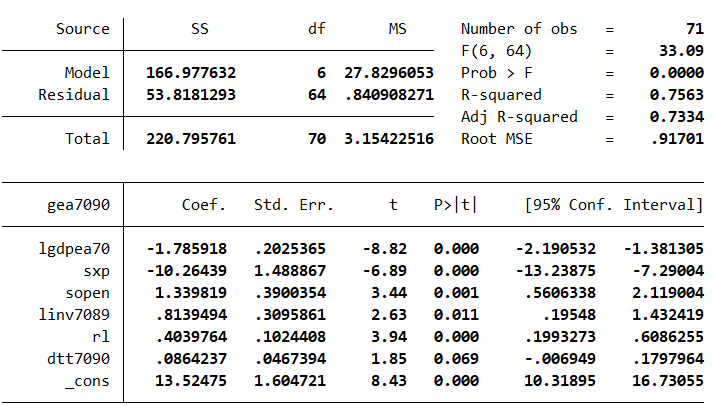 Source SS df MS Number of obs = 71
F(6, 64) = 33.09
Model 166.977632 6 27.8296053 Prob > F = 0.0000
Residual 53.8181293 64 .840908271 R-squared = 0.7563
Adj R-squared = 0.7334
Total 220.795761 70 3.15422516 Root MSE = .91701
gea7090 Coef. Std. Err. t P>|t| [95% Conf. Interval]
lgdpea70 -1.785918 .2025365 -8.82 0.000 -2.190532 -1.381305
sxp -10.26439 1.488867 -6.89 0.000 -13.23875 -7.29004
sopen 1.339819 .3900354 3.44 0.001 .5606338 2.119004
linv7089 .8139494 .3095861 2.63 0.011 .19548 1.432419
rl .4039764 .1024408 3.94 0.000 .1993273 .6086255
dtt7090 .0864237 .0467394 1.85 0.069 -.006949 .1797964
_cons 13.52475 1.604721 8.43 0.000 10.31895 16.73055